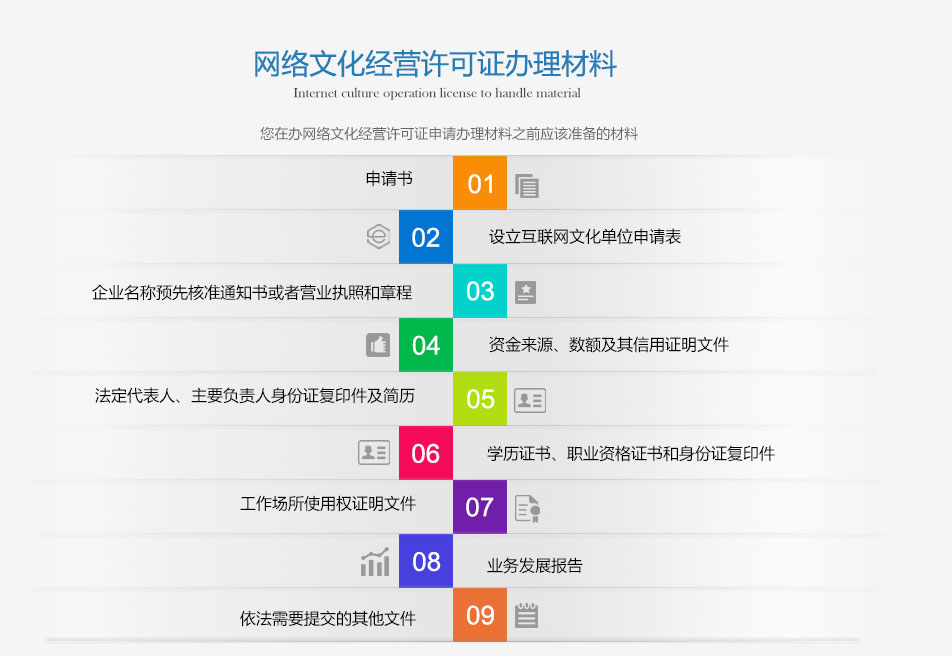 网络文化经营许可证办理材料
Internet culture operation license to handle material
您在办网络文化经营许可证申请办理材料之前应该准备的材料
申请书 01
02 设立互联网文化单位申请表
企业名称预先核准通知书或者营业执照和章程 03
04 资金来源、数额及其信用证明文件
法定代表人、主要负责人身份证复印件及简历 05
06 学历证书、职业资格证书和身份证复印件
工作场所使用权证明文件 07
08 业务发展报告
依法需要提交的其他文件 09